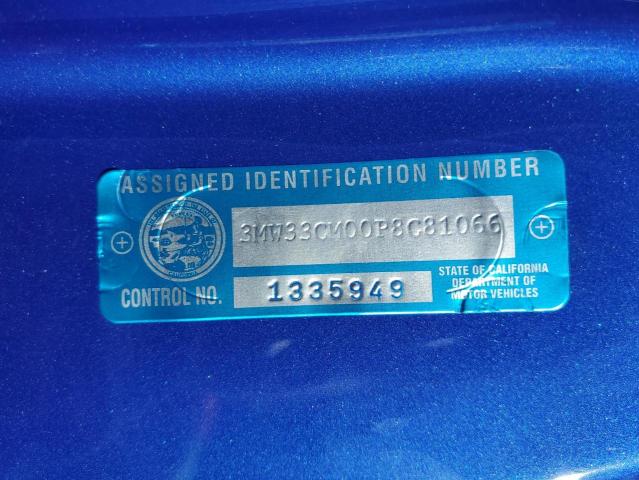 ASSIGNED IDENTIFICATION NUMBER
3MW33CM00P8C81066
CONTROL NO. 1335949
STATE OF CALIFORNIA
DEPARTMENT OF
MOTOR VEHICLES